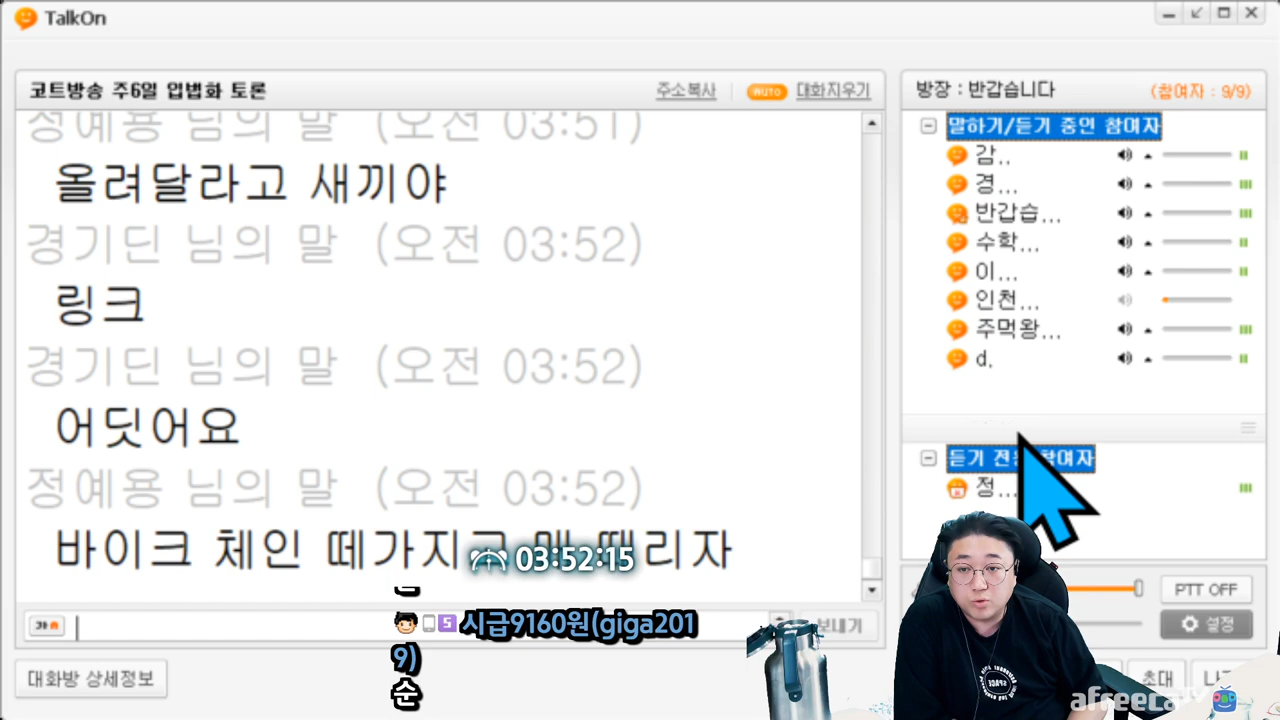 TalkOn
코트방송 주6일 입법화 토론
주소복사
AUTO
대화지우기
정예용 님의 말 (오전 03:51)
올려달라고 새끼야
경기딘 님의 말 (오전 03:52)
링크
경기딘 님의 말 (오전 03:52)
어딧어요
정예용 님의 말 (오전 03:52)
바이크 체인 떼가지고 때리자
03:52:15
시급9160원(giga201
9)
순
대화방 상세정보
방장 : 반갑습니다
(참여자 : 9/9)
말하기/듣기 중인 참여자
감..
경...
반갑습...
수학...
이...
인천...
주먹왕...
d.
듣기 전용 참여자
정...
PTT OFF
설정
초대
SPACE
afreecaTV